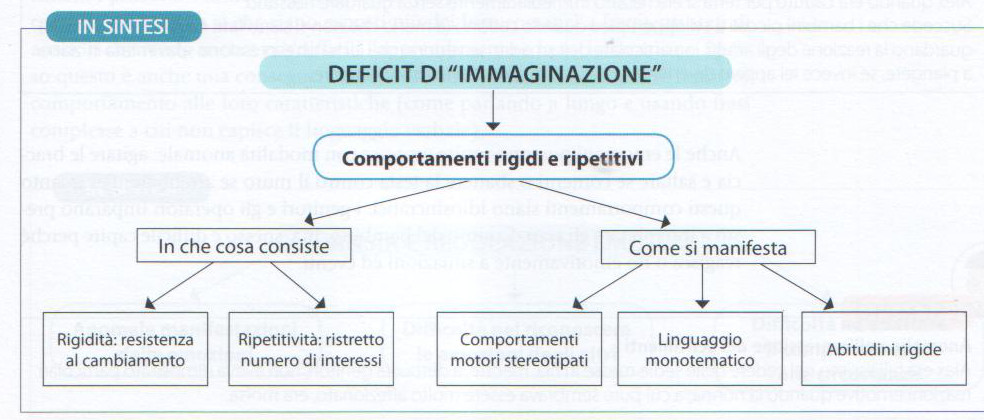 IN SINTESI
DEFICIT DI “IMMAGINAZIONE”
Comportamenti rigidi e ripetitivi
In che cosa consiste
Come si manifesta
Rigidità: resistenza
al cambiamento
Ripetitività: ristretto
numero di interessi
Comportamenti
motori stereotipati
Linguaggio
monotematico
Abitudini rigide